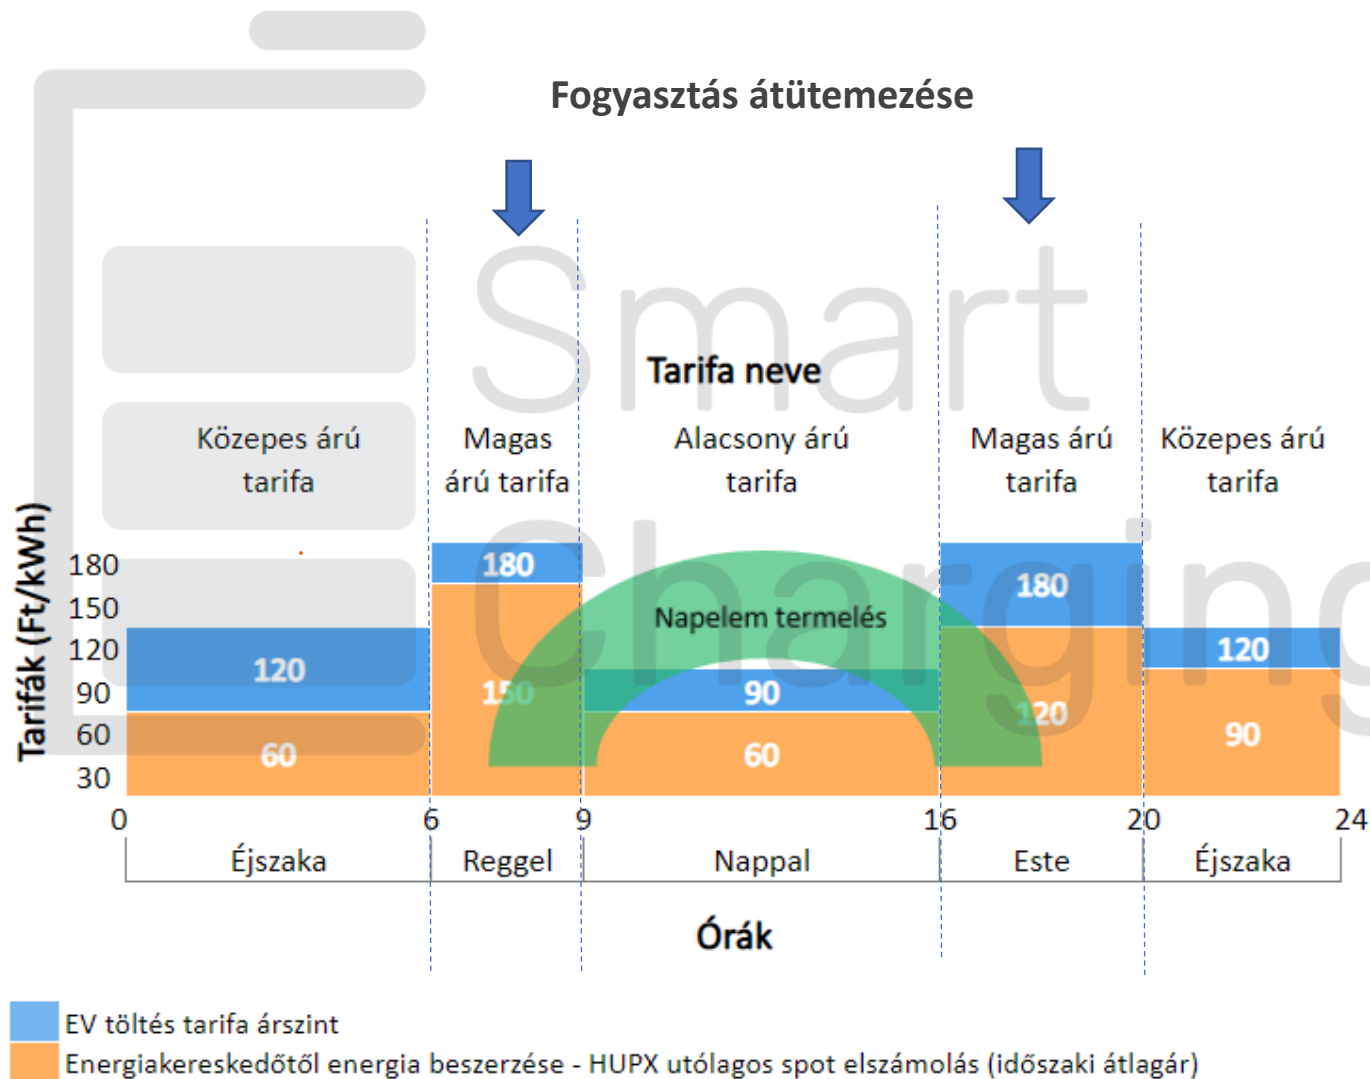 Fogyasztás átütemezése
Smart
Charging
Tarifa neve
Közepes árú
tarifa
Magas
árú tarifa
Alacsony árú
tarifa
Magas árú
tarifa
Közepes árú
tarifa
Tarifák (Ft/kWh)
180
150
120
90
60
30
120
60
180
150
Napelem termelés
90
60
180
120
120
90
0 6 9 16 20 24
Éjszaka Reggel Nappal Este Éjszaka
Órák
EV töltés tarifa árszint
Energiakereskedőtől energia beszerzése - HUPX utólagos spot elszámolás (időszaki átlagár)